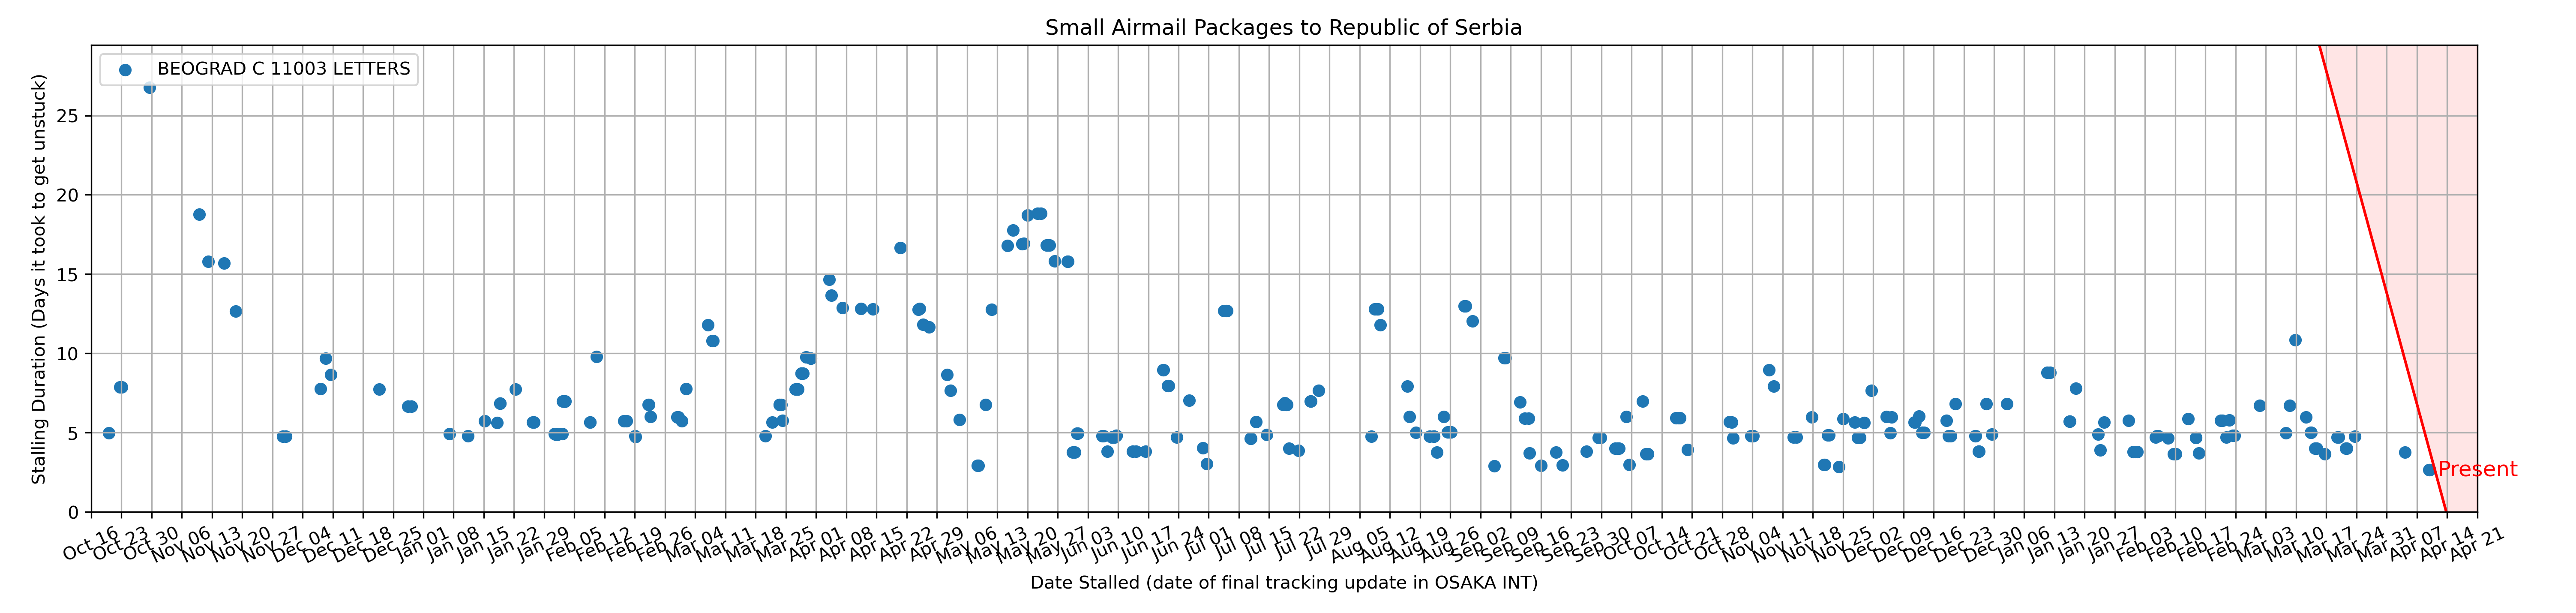 Small Airmail Packages to Republic of Serbia
BEOGRAD C 11003 LETTERS
Stalling Duration (Days it took to get unstuck)
25
20
15
10
5
0
Present
Oct 16
Oct 23
Oct 30
Nov 06
Nov 13
Nov 20
Nov 27
Dec 04
Dec 11
Dec 18
Dec 25
Jan 01
Jan 08
Jan 15
Jan 22
Jan 29
Feb 05
Feb 12
Feb 19
Feb 26
Mar 04
Mar 11
Mar 18
Mar 25
Apr 01
Apr 08
Apr 15
Apr 22
Apr 29
May 06
May 13
May 20
May 27
Jun 03
Jun 10
Jun 17
Jun 24
Jul 01
Jul 08
Jul 15
Jul 22
Jul 29
Aug 05
Aug 12
Aug 19
Aug 26
Sep 02
Sep 09
Sep 16
Sep 23
Sep 30
Oct 07
Oct 14
Oct 21
Oct 28
Nov 04
Nov 11
Nov 18
Nov 25
Dec 02
Dec 09
Dec 16
Dec 23
Dec 30
Jan 06
Jan 13
Jan 20
Jan 27
Feb 03
Feb 10
Feb 17
Feb 24
Mar 03
Mar 10
Mar 17
Mar 24
Mar 31
Apr 07
Apr 14
Apr 21
Date Stalled (date of final tracking update in OSAKA INT)